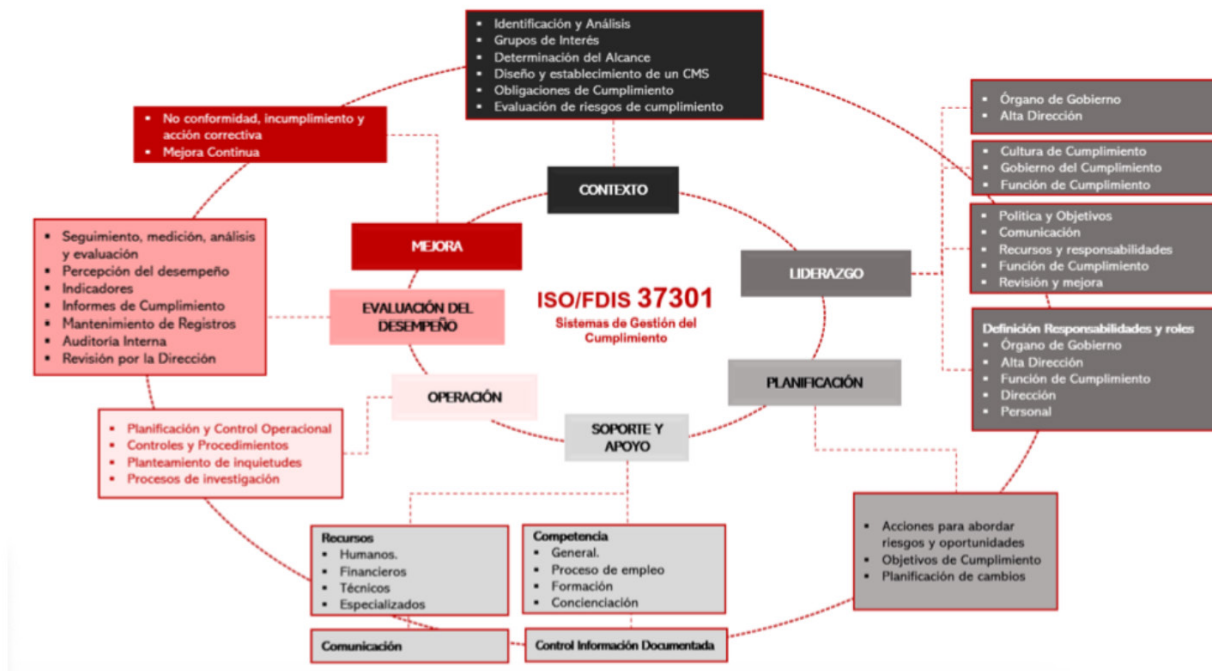 ▪ Identificación y Análisis
▪ Grupos de Interés
▪ Determinación del Alcance
▪ Diseño y establecimiento de un CMS
▪ Obligaciones de Cumplimiento
▪ Evaluación de riesgos de cumplimiento
CONTEXTO
▪ Órgano de Gobierno
▪ Alta Dirección
▪ Cultura de Cumplimiento
▪ Gobierno del Cumplimiento
▪ Función de Cumplimiento
▪ Política y Objetivos
▪ Comunicación
▪ Recursos y responsabilidades
▪ Función de Cumplimiento
▪ Revisión y mejora
Definición Responsabilidades y roles
▪ Órgano de Gobierno
▪ Alta Dirección
▪ Función de Cumplimiento
▪ Dirección
▪ Personal
LIDERAZGO
PLANIFICACIÓN
▪ Acciones para abordar
riesgos y oportunidades
▪ Objetivos de Cumplimiento
▪ Planificación de cambios
SOPORTE Y
APOYO
Recursos
▪ Humanos.
▪ Financieros
▪ Técnicos
▪ Especializados
Comunicación
Competencia
▪ General.
▪ Proceso de empleo
▪ Formación
▪ Concienciación
Control Información Documentada
OPERACIÓN
▪ Planificación y Control Operacional
▪ Controles y Procedimientos
▪ Planteamiento de inquietudes
▪ Procesos de investigación
EVALUACIÓN DEL
DESEMPEÑO
▪ Seguimiento, medición, análisis
y evaluación
▪ Percepción del desempeño
▪ Indicadores
▪ Informes de Cumplimiento
▪ Mantenimiento de Registros
▪ Auditoría Interna
▪ Revisión por la Dirección
MEJORA
▪ No conformidad, incumplimiento y
acción correctiva
▪ Mejora Continua
ISO/FDIS 37301
Sistemas de Gestión del
Cumplimiento